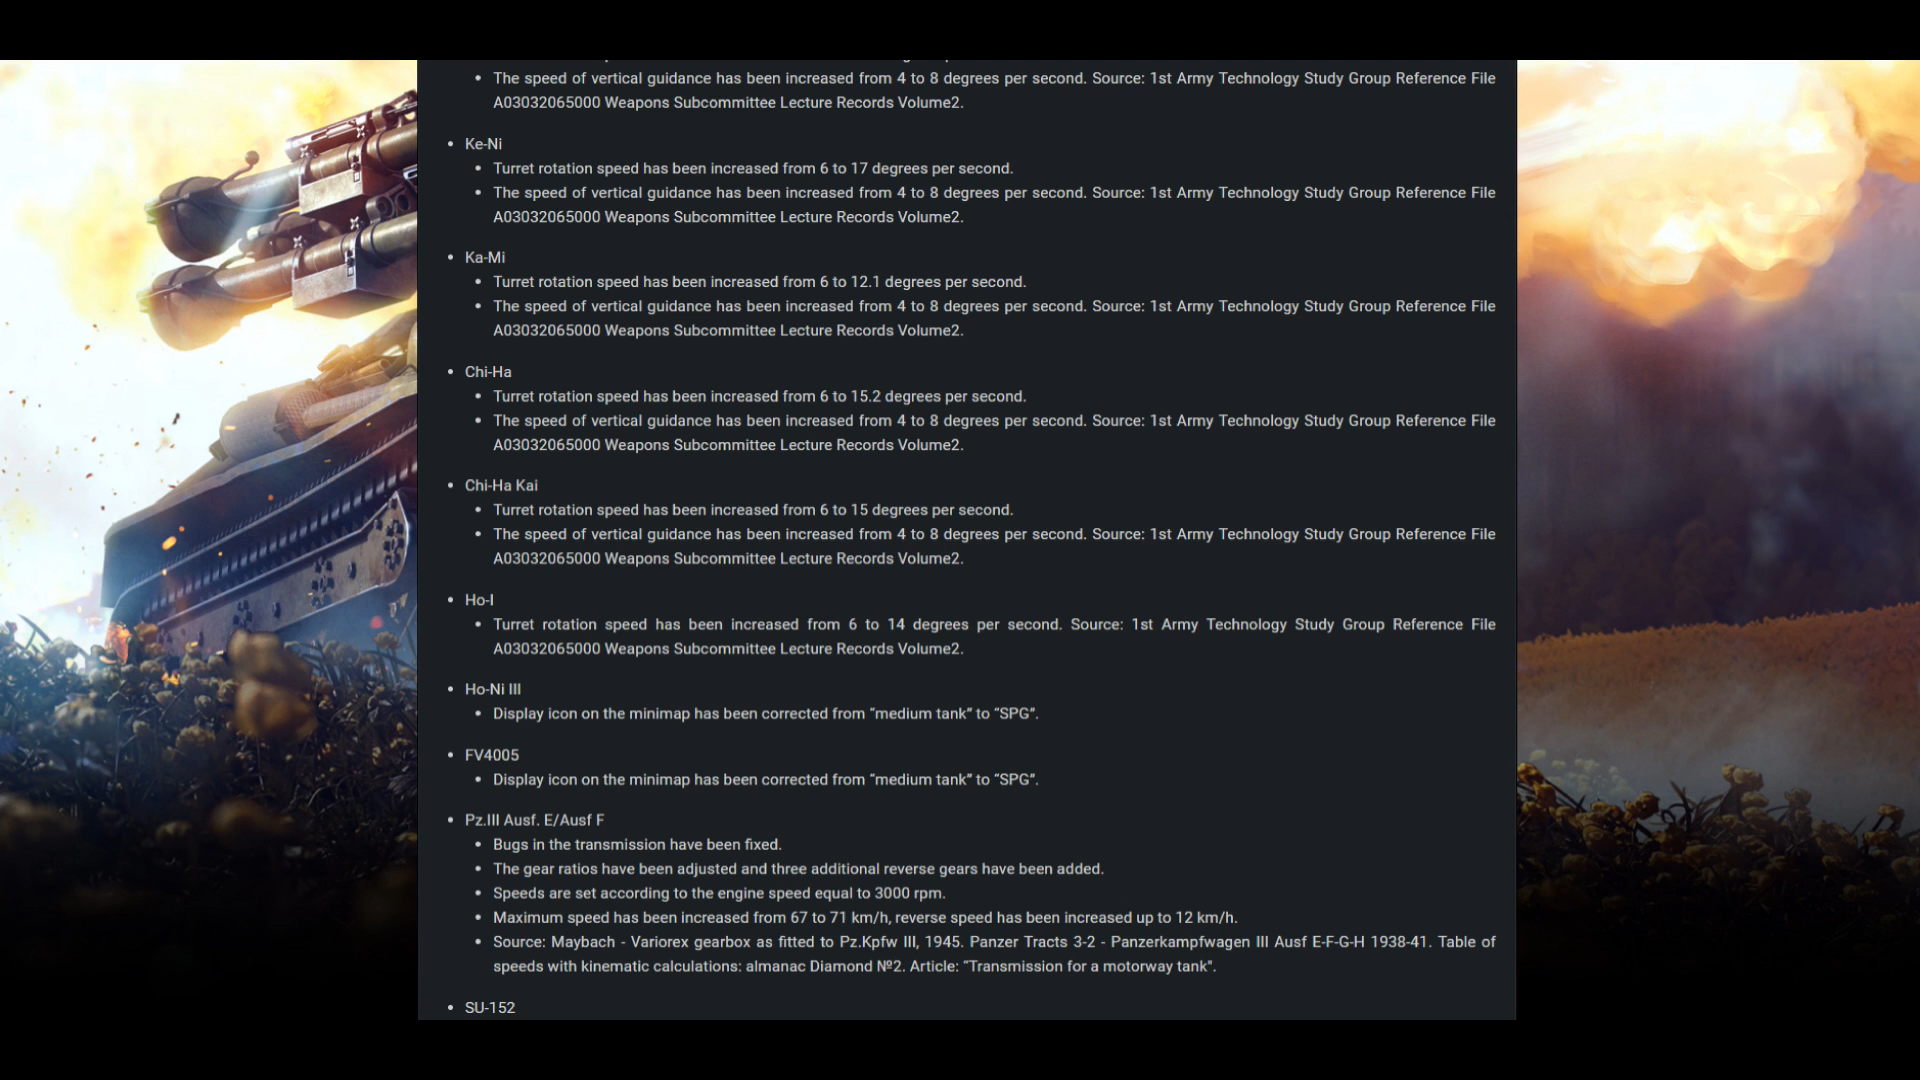 The speed of vertical guidance has been increased from 4 to 8 degrees per second. Source: 1st Army Technology Study Group Reference File
A03032065000 Weapons Subcommittee Lecture Records Volume2.
Ke-Ni
Turret rotation speed has been increased from 6 to 17 degrees per second.
The speed of vertical guidance has been increased from 4 to 8 degrees per second. Source: 1st Army Technology Study Group Reference File
A03032065000 Weapons Subcommittee Lecture Records Volume2.
Ka-Mi
Turret rotation speed has been increased from 6 to 12.1 degrees per second.
The speed of vertical guidance has been increased from 4 to 8 degrees per second. Source: 1st Army Technology Study Group Reference File
A03032065000 Weapons Subcommittee Lecture Records Volume2.
Chi-Ha
Turret rotation speed has been increased from 6 to 15.2 degrees per second.
The speed of vertical guidance has been increased from 4 to 8 degrees per second. Source: 1st Army Technology Study Group Reference File
A03032065000 Weapons Subcommittee Lecture Records Volume2.
Chi-Ha Kai
Turret rotation speed has been increased from 6 to 15 degrees per second.
The speed of vertical guidance has been increased from 4 to 8 degrees per second. Source: 1st Army Technology Study Group Reference File
A03032065000 Weapons Subcommittee Lecture Records Volume2.
Ho-I
Turret rotation speed has been increased from 6 to 14 degrees per second. Source: 1st Army Technology Study Group Reference File
A03032065000 Weapons Subcommittee Lecture Records Volume2.
Ho-Ni III
Display icon on the minimap has been corrected from “medium tank” to “SPG”.
FV4005
Display icon on the minimap has been corrected from “medium tank” to “SPG”.
Pz.III Ausf. E/Ausf F
Bugs in the transmission have been fixed.
The gear ratios have been adjusted and three additional reverse gears have been added.
Speeds are set according to the engine speed equal to 3000 rpm.
Maximum speed has been increased from 67 to 71 km/h, reverse speed has been increased up to 12 km/h.
Source: Maybach - Variorex gearbox as fitted to Pz.Kpfw III, 1945. Panzer Tracts 3-2 - Panzerkampfwagen III Ausf E-F-G-H 1938-41. Table of
speeds with kinematic calculations: almanac Diamond №2. Article: “Transmission for a motorway tank".
SU-152